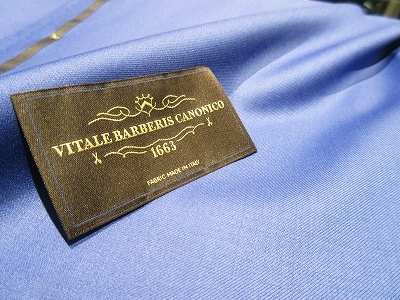 VITALE BARBERIS CANONICO
1663
FABRIC MADE IN ITALY